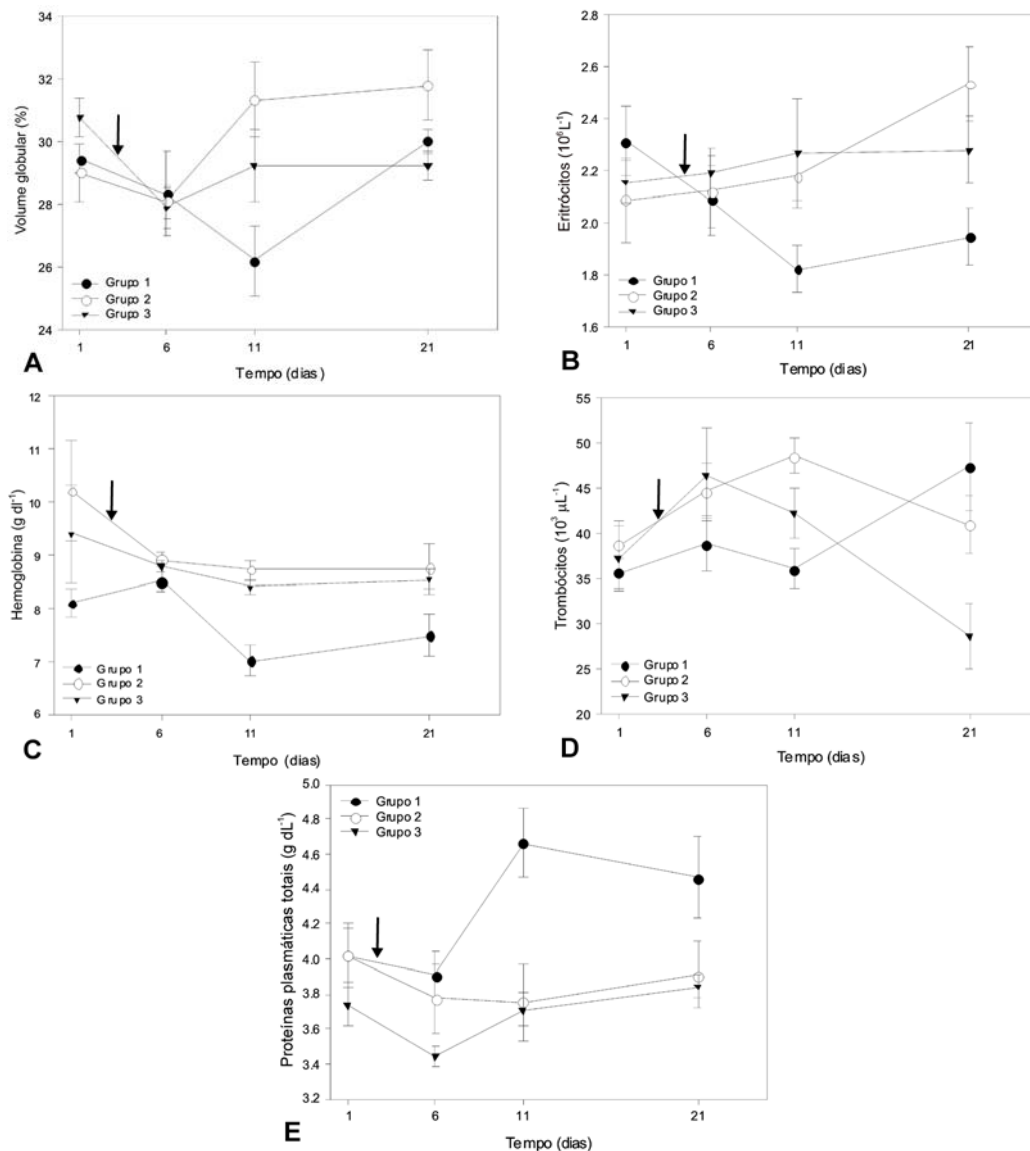 34
32
30
28
26
24
Volume globular (%)
Grupo 1
Grupo 2
Grupo 3
1
6
11
21
Tempo (dias)
A
2.8
2.6
2.4
2.2
2.0
1.8
1.6
Eritrócitos (10⁶L⁻¹)
Grupo 1
Grupo 2
Grupo 3
1
6
11
21
Tempo (dias)
B
12
11
10
9
8
7
6
Hemoglobina (g dl⁻¹)
Grupo 1
Grupo 2
Grupo 3
1
6
11
21
Tempo (dias)
C
55
50
45
40
35
30
25
20
Trombócitos (10³ µL⁻¹)
Grupo 1
Grupo 2
Grupo 3
1
6
11
21
Tempo (dias)
D
5.0
4.8
4.6
4.4
4.2
4.0
3.8
3.6
3.4
3.2
Proteínas plasmáticas totais (g dL⁻¹)
Grupo 1
Grupo 2
Grupo 3
1
6
11
21
Tempo (dias)
E